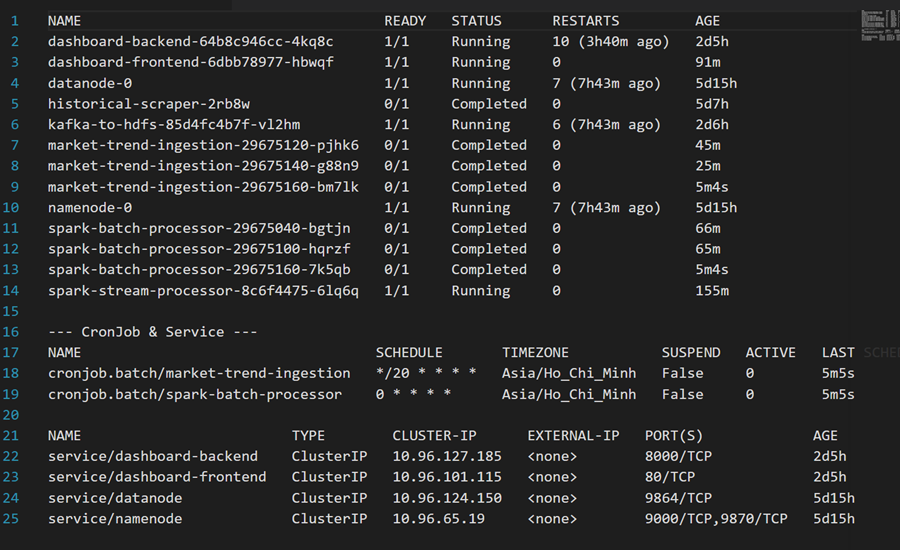 1 NAME READY STATUS RESTARTS AGE
2 dashboard-backend-64b8c946cc-4kq8c 1/1 Running 10 (3h40m ago) 2d5h
3 dashboard-frontend-6dbb78977-hbwqf 1/1 Running 0 91m
4 datanode-0 1/1 Running 7 (7h43m ago) 5d15h
5 historical-scraper-2rb8w 0/1 Completed 0 5d7h
6 kafka-to-hdfs-85d4fc4b7f-vl2hm 1/1 Running 6 (7h43m ago) 2d6h
7 market-trend-ingestion-29675120-pjhk6 0/1 Completed 0 45m
8 market-trend-ingestion-29675140-g88n9 0/1 Completed 0 25m
9 market-trend-ingestion-29675160-bm7lk 0/1 Completed 0 5m4s
10 namenode-0 1/1 Running 7 (7h43m ago) 5d15h
11 spark-batch-processor-29675040-bgtjn 0/1 Completed 0 66m
12 spark-batch-processor-29675100-hqrzf 0/1 Completed 0 65m
13 spark-batch-processor-29675160-7k5qb 0/1 Completed 0 5m4s
14 spark-stream-processor-8c6f4475-6lq6q 1/1 Running 0 155m
15
16 --- CronJob & Service ---
17 NAME SCHEDULE TIMEZONE SUSPEND ACTIVE LAST SCHE
18 cronjob.batch/market-trend-ingestion */20 * * * * Asia/Ho_Chi_Minh False 0 5m5s
19 cronjob.batch/spark-batch-processor 0 * * * * Asia/Ho_Chi_Minh False 0 5m5s
20
21 NAME TYPE CLUSTER-IP EXTERNAL-IP PORT(S) AGE
22 service/dashboard-backend ClusterIP 10.96.127.185 <none> 8000/TCP 2d5h
23 service/dashboard-frontend ClusterIP 10.96.101.115 <none> 80/TCP 2d5h
24 service/datanode ClusterIP 10.96.124.150 <none> 9864/TCP 5d15h
25 service/namenode ClusterIP 10.96.65.19 <none> 9000/TCP,9870/TCP 5d15h